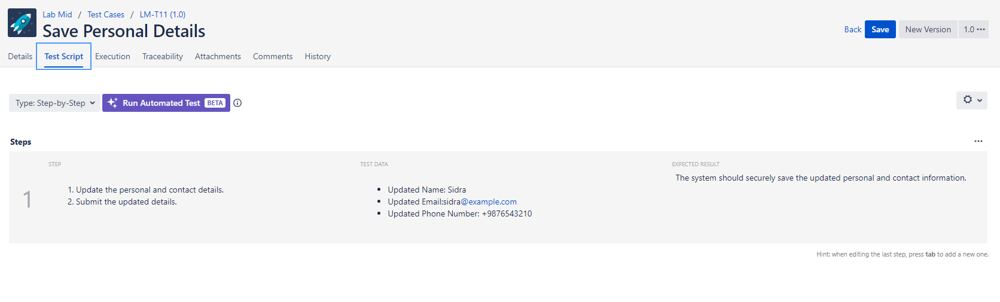 Lab Mid / Test Cases / LM-T11 (1.0)
Save Personal Details
Back Save New Version 1.0 •••
Details Test Script Execution Traceability Attachments Comments History
Type: Step-by-Step Run Automated Test BETA
Steps
STEP TEST DATA EXPECTED RESULT
The system should securely save the updated personal and contact information.
1
1. Update the personal and contact details.
2. Submit the updated details.
• Updated Name: Sidra
• Updated Email:sidra@example.com
• Updated Phone Number: +9876543210
Hint: when editing the last step, press tab to add a new one.